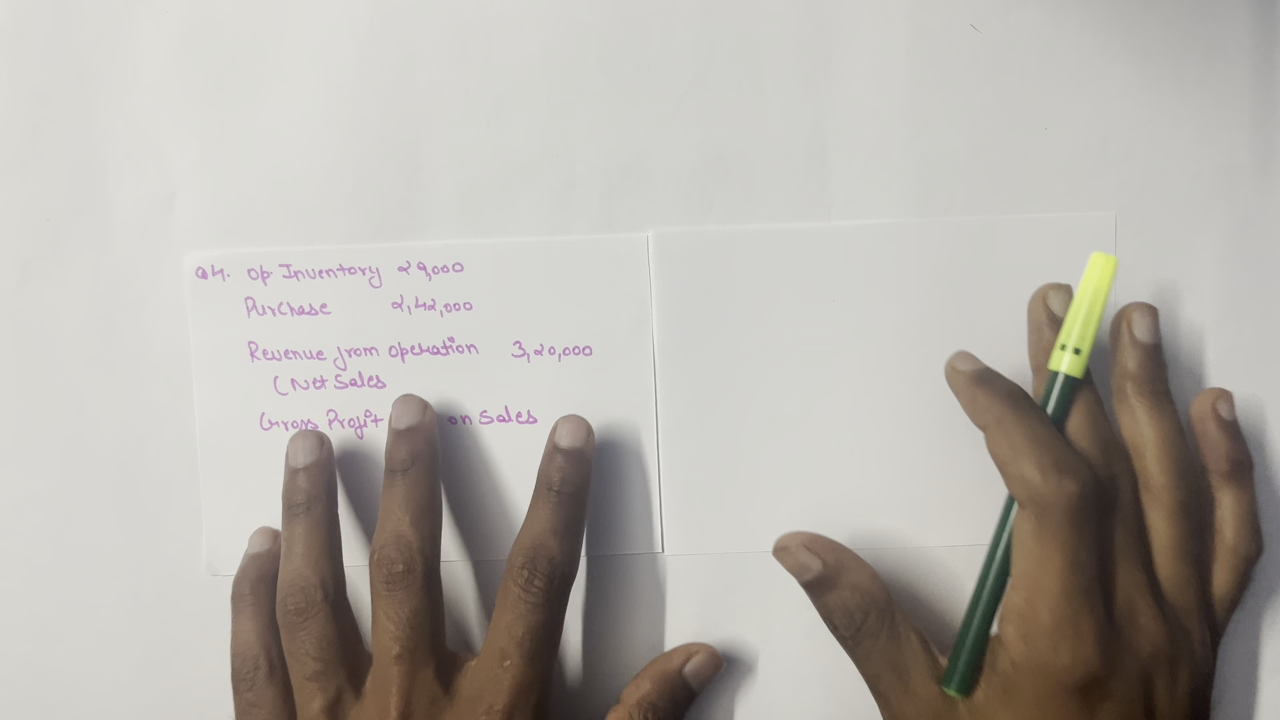 Q4. Op Inventory 29,000
Purchase 2,42,000
Revenue from operation 3,20,000
(Net Sales
Gross Profit on Sales